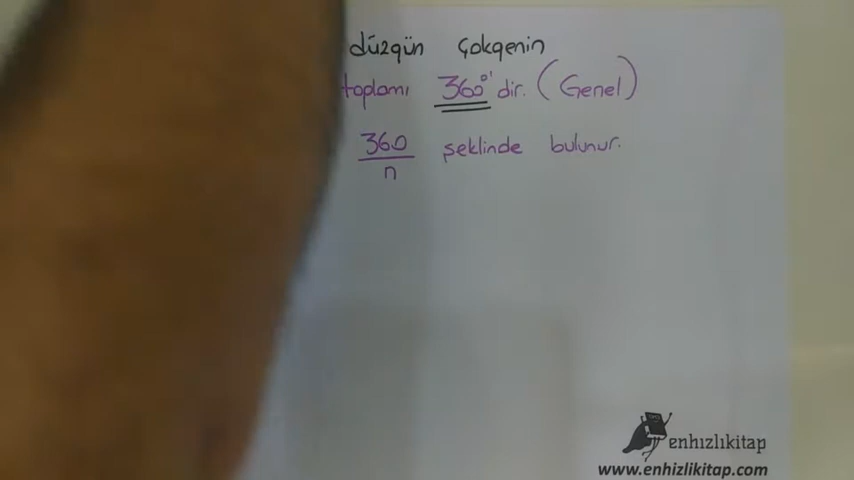 düzgün çokgenin
toplamı 360°'dir. (Genel)
360
n
şeklinde bulunur.
enhızlıkitap
www.enhizlikitap.com